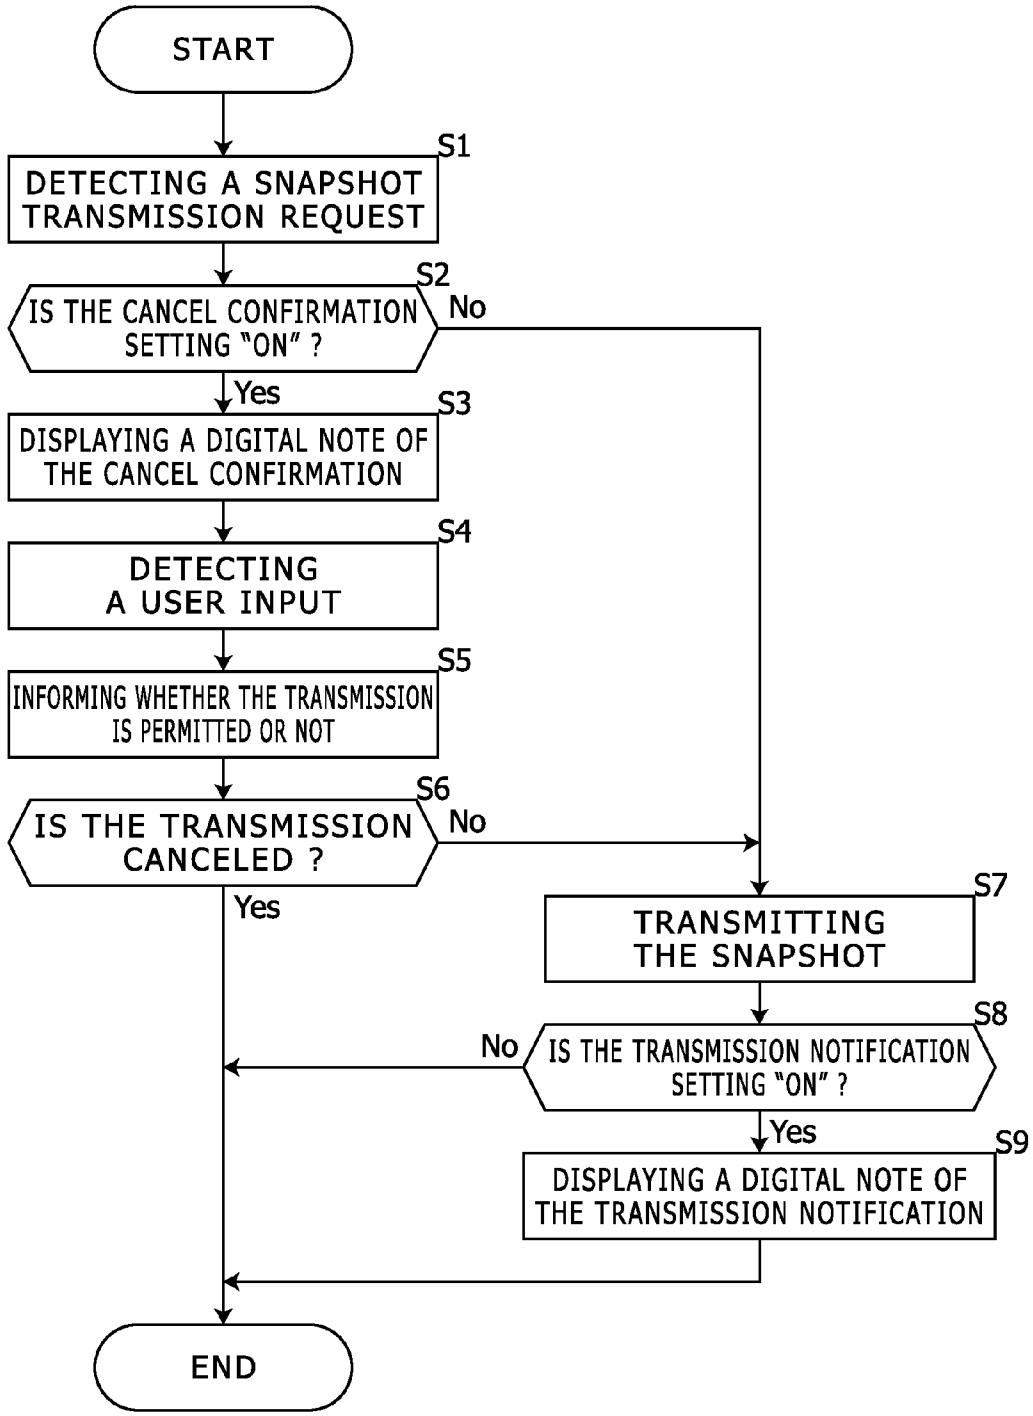 START
S1
DETECTING A SNAPSHOT
TRANSMISSION REQUEST
S2
IS THE CANCEL CONFIRMATION
SETTING "ON" ?
No
Yes
S3
DISPLAYING A DIGITAL NOTE OF
THE CANCEL CONFIRMATION
S4
DETECTING
A USER INPUT
S5
INFORMING WHETHER THE TRANSMISSION
IS PERMITTED OR NOT
S6
IS THE TRANSMISSION
CANCELED ?
No
Yes
S7
TRANSMITTING
THE SNAPSHOT
S8
IS THE TRANSMISSION NOTIFICATION
SETTING "ON" ?
No
Yes
S9
DISPLAYING A DIGITAL NOTE OF
THE TRANSMISSION NOTIFICATION
END